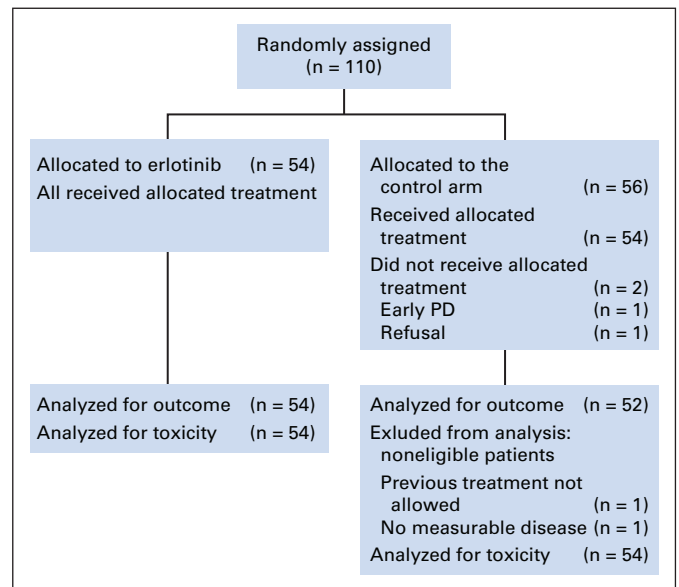 Randomly assigned
(n = 110)
Allocated to erlotinib (n = 54)
All received allocated treatment
Allocated to the
control arm (n = 56)
Received allocated
treatment (n = 54)
Did not receive allocated
treatment (n = 2)
Early PD (n = 1)
Refusal (n = 1)
Analyzed for outcome (n = 54)
Analyzed for toxicity (n = 54)
Analyzed for outcome (n = 52)
Exluded from analysis:
noneligible patients
Previous treatment not
allowed (n = 1)
No measurable disease (n = 1)
Analyzed for toxicity (n = 54)